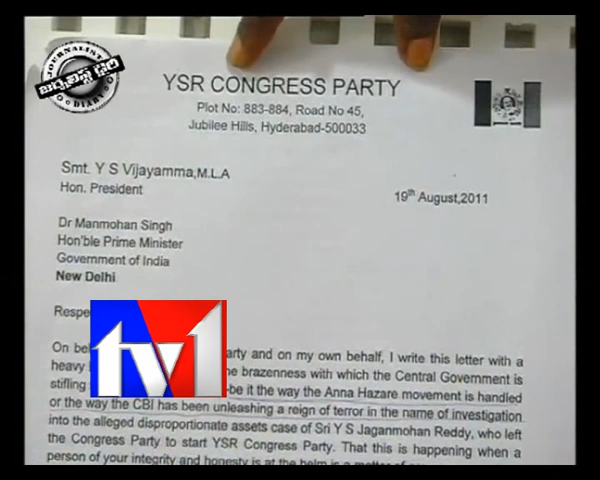 JOURNALIST
DIARY
YSR CONGRESS PARTY
Plot No: 883-884, Road No 45,
Jubilee Hills, Hyderabad-500033
Smt. Y S Vijayamma,M.L.A
Hon. President
19th August,2011
Dr Manmohan Singh
Hon'ble Prime Minister
Government of India
New Delhi
Respe
tv1
On be arty and on my own behalf, I write this letter with a
heavy e brazenness with which the Central Government is
stifling -be it the way the Anna Hazare movement is handled
or the way the CBI has been unleashing a reign of terror in the name of investigation
into the alleged disproportionate assets case of Sri Y S Jaganmohan Reddy, who left
the Congress Party to start YSR Congress Party. That this is happening when a
person of your integrity and honesty is at the helm is a matter of